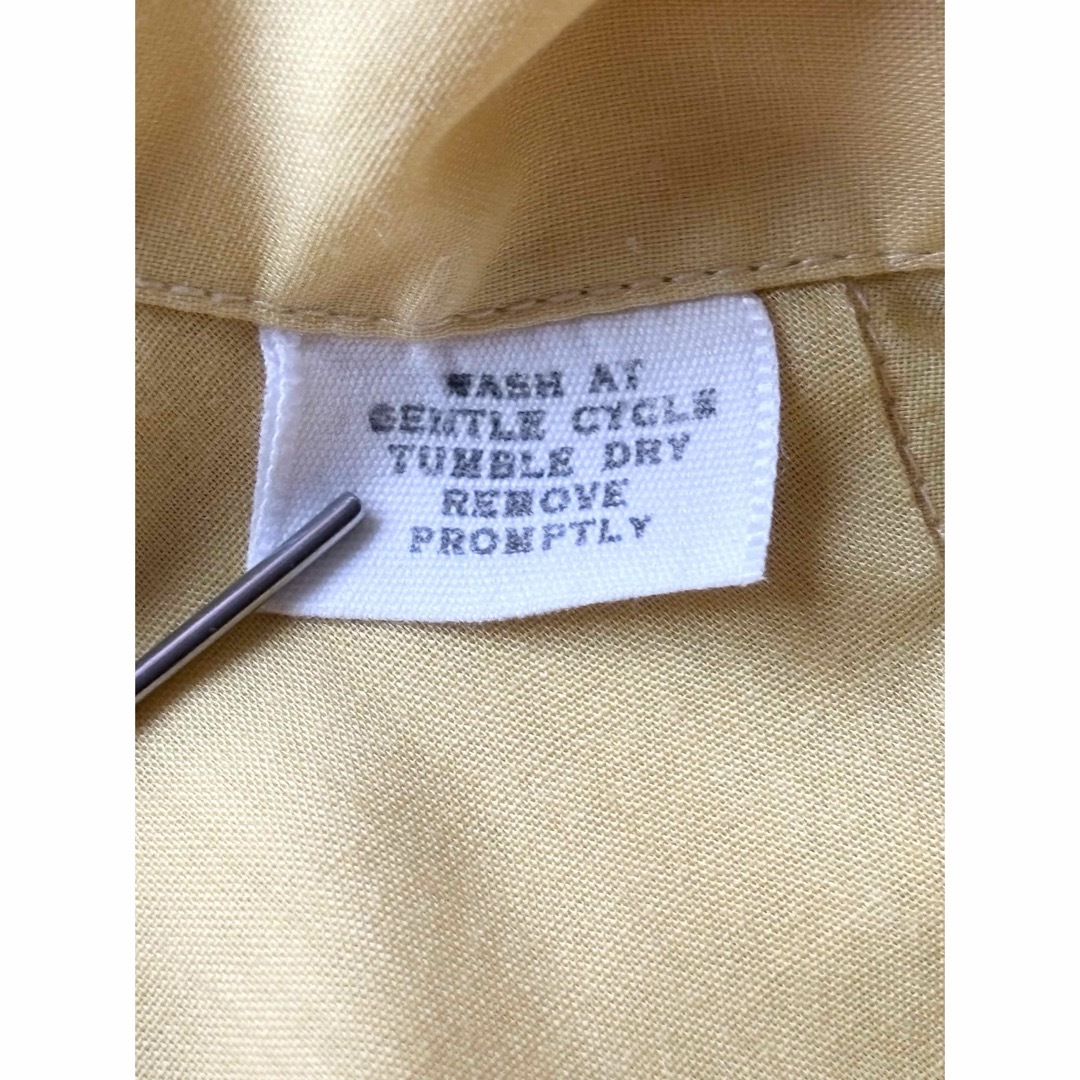 WASH AT
GENTLE CYCLE
TUMBLE DRY
REMOVE
PROMPTLY